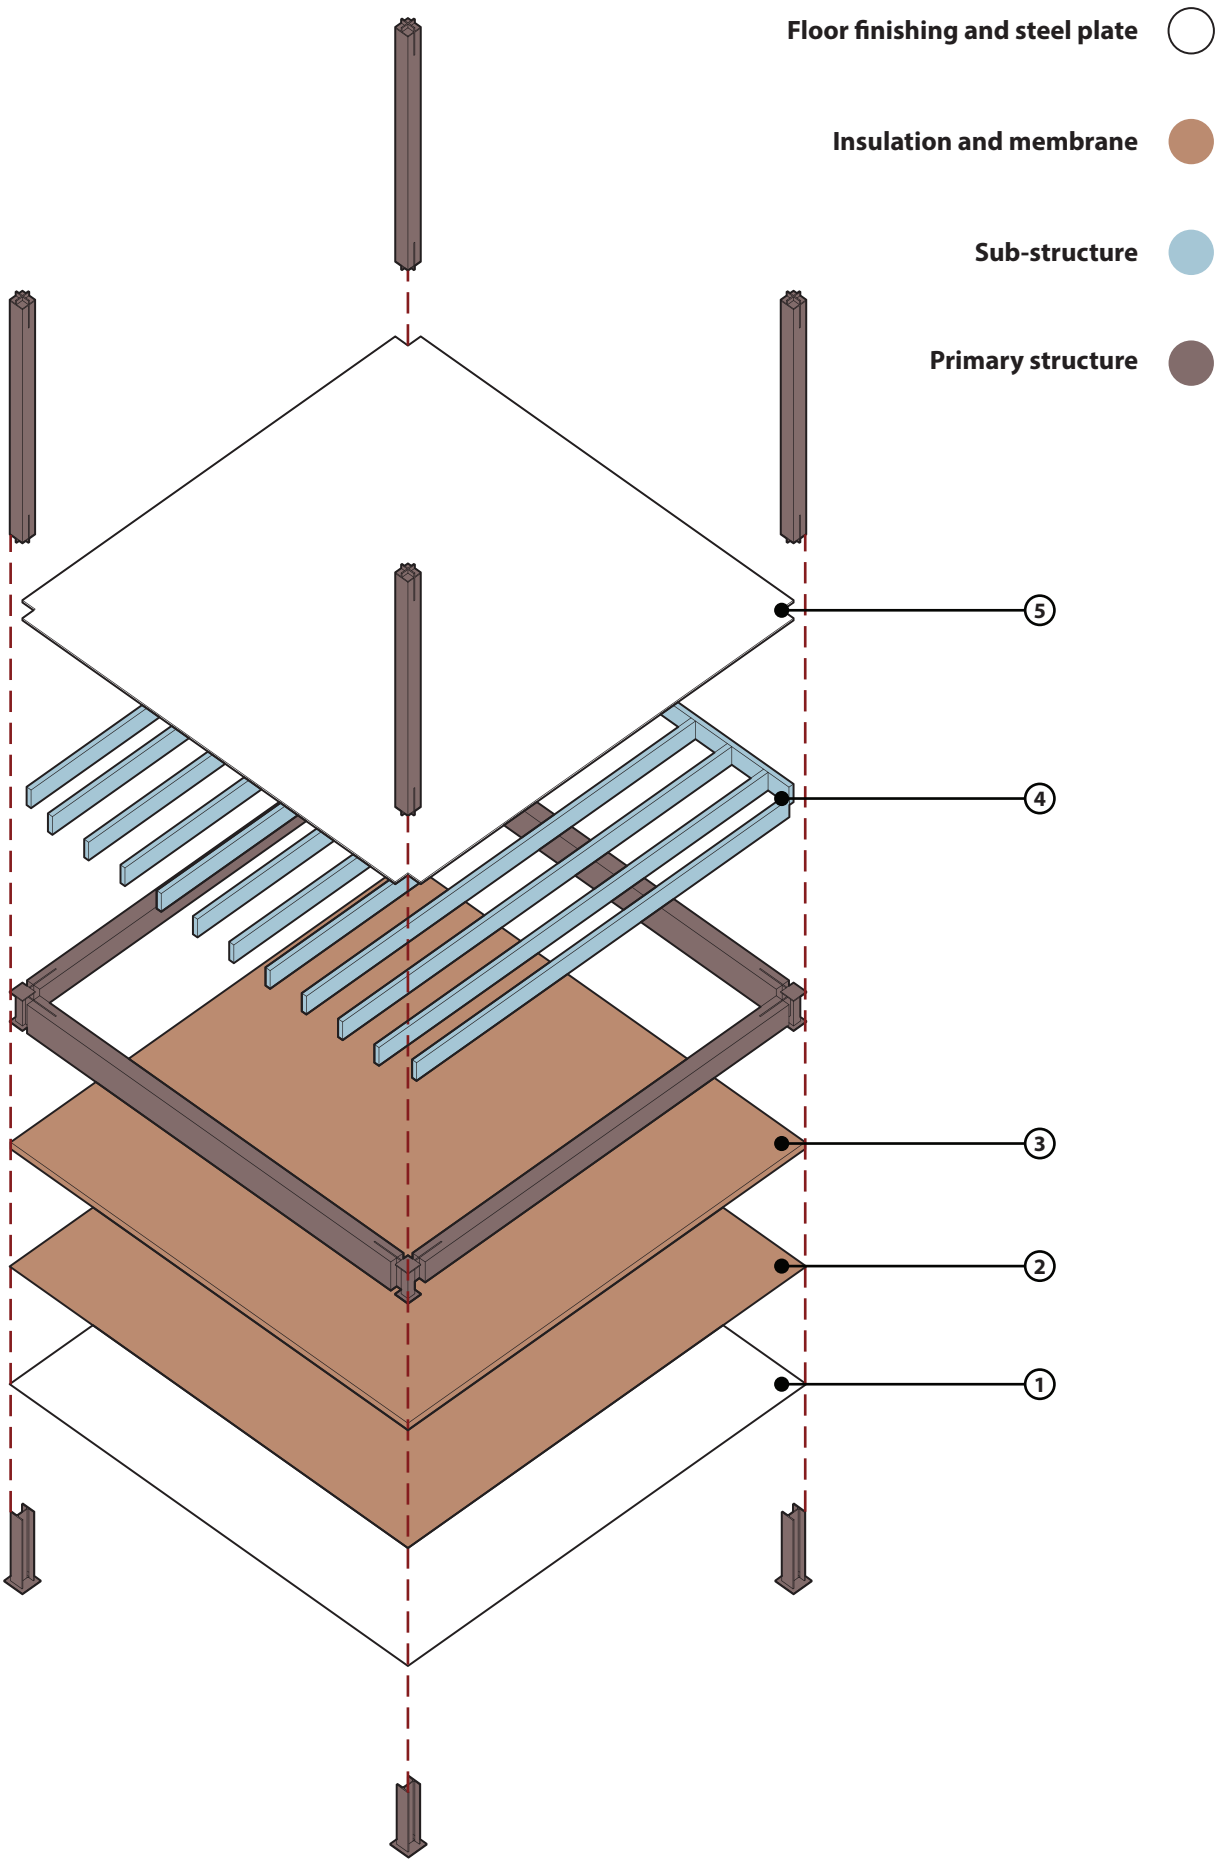 Floor finishing and steel plate
Insulation and membrane
Sub-structure
Primary structure
5
4
3
2
1